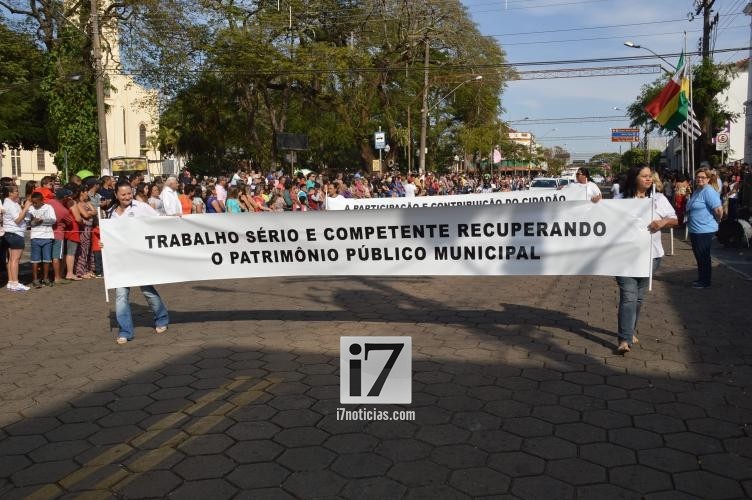 A PARTICIPAÇÃO E CONTRIBUIÇÃO DO CIDADÃO
TRABALHO SÉRIO E COMPETENTE RECUPERANDO
O PATRIMÔNIO PÚBLICO MUNICIPAL
i7
i7noticias.com